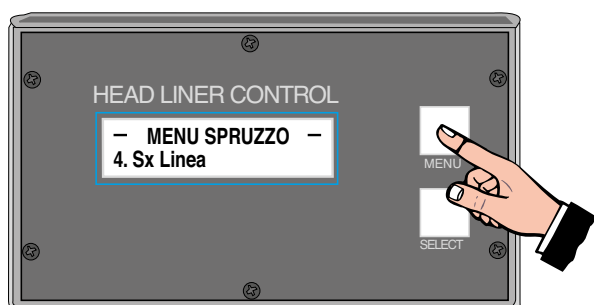 HEAD LINER CONTROL
– MENU SPRUZZO –
4. Sx Linea
MENU
SELECT